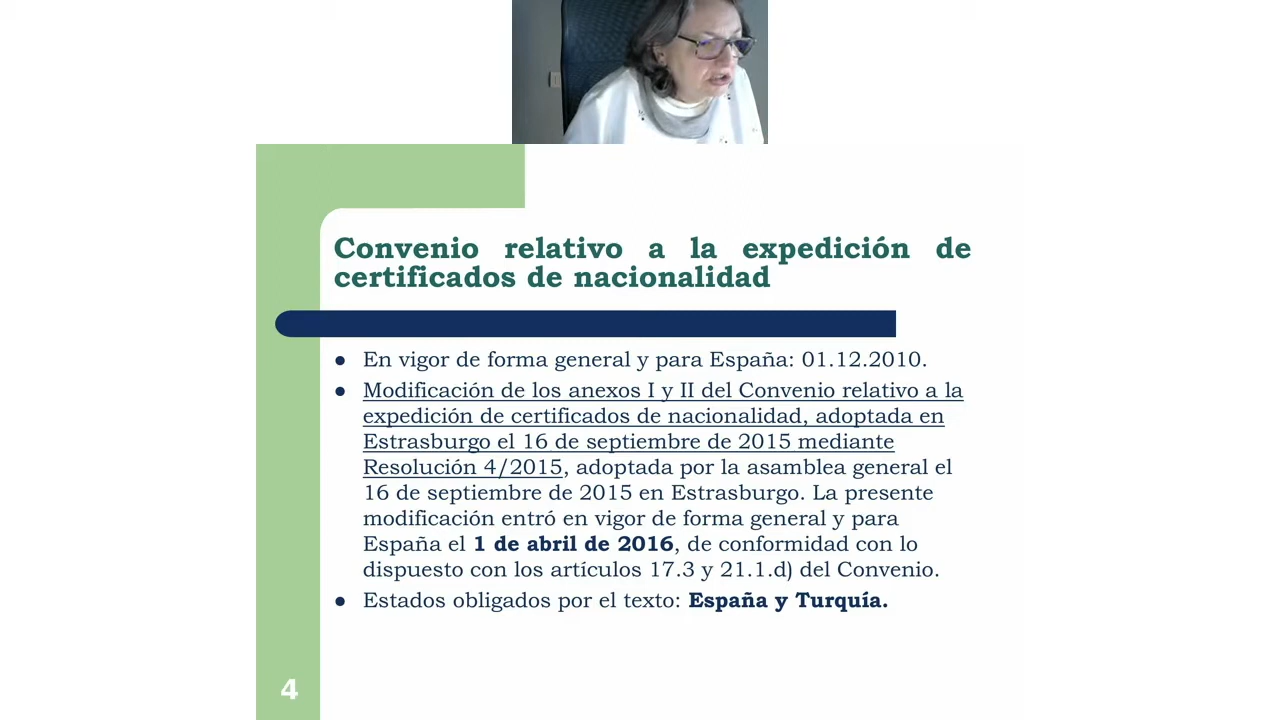 Convenio relativo a la expedición de
certificados de nacionalidad
● En vigor de forma general y para España: 01.12.2010.
● Modificación de los anexos I y II del Convenio relativo a la
expedición de certificados de nacionalidad, adoptada en
Estrasburgo el 16 de septiembre de 2015 mediante
Resolución 4/2015, adoptada por la asamblea general el
16 de septiembre de 2015 en Estrasburgo. La presente
modificación entró en vigor de forma general y para
España el 1 de abril de 2016, de conformidad con lo
dispuesto con los artículos 17.3 y 21.1.d) del Convenio.
● Estados obligados por el texto: España y Turquía.
4